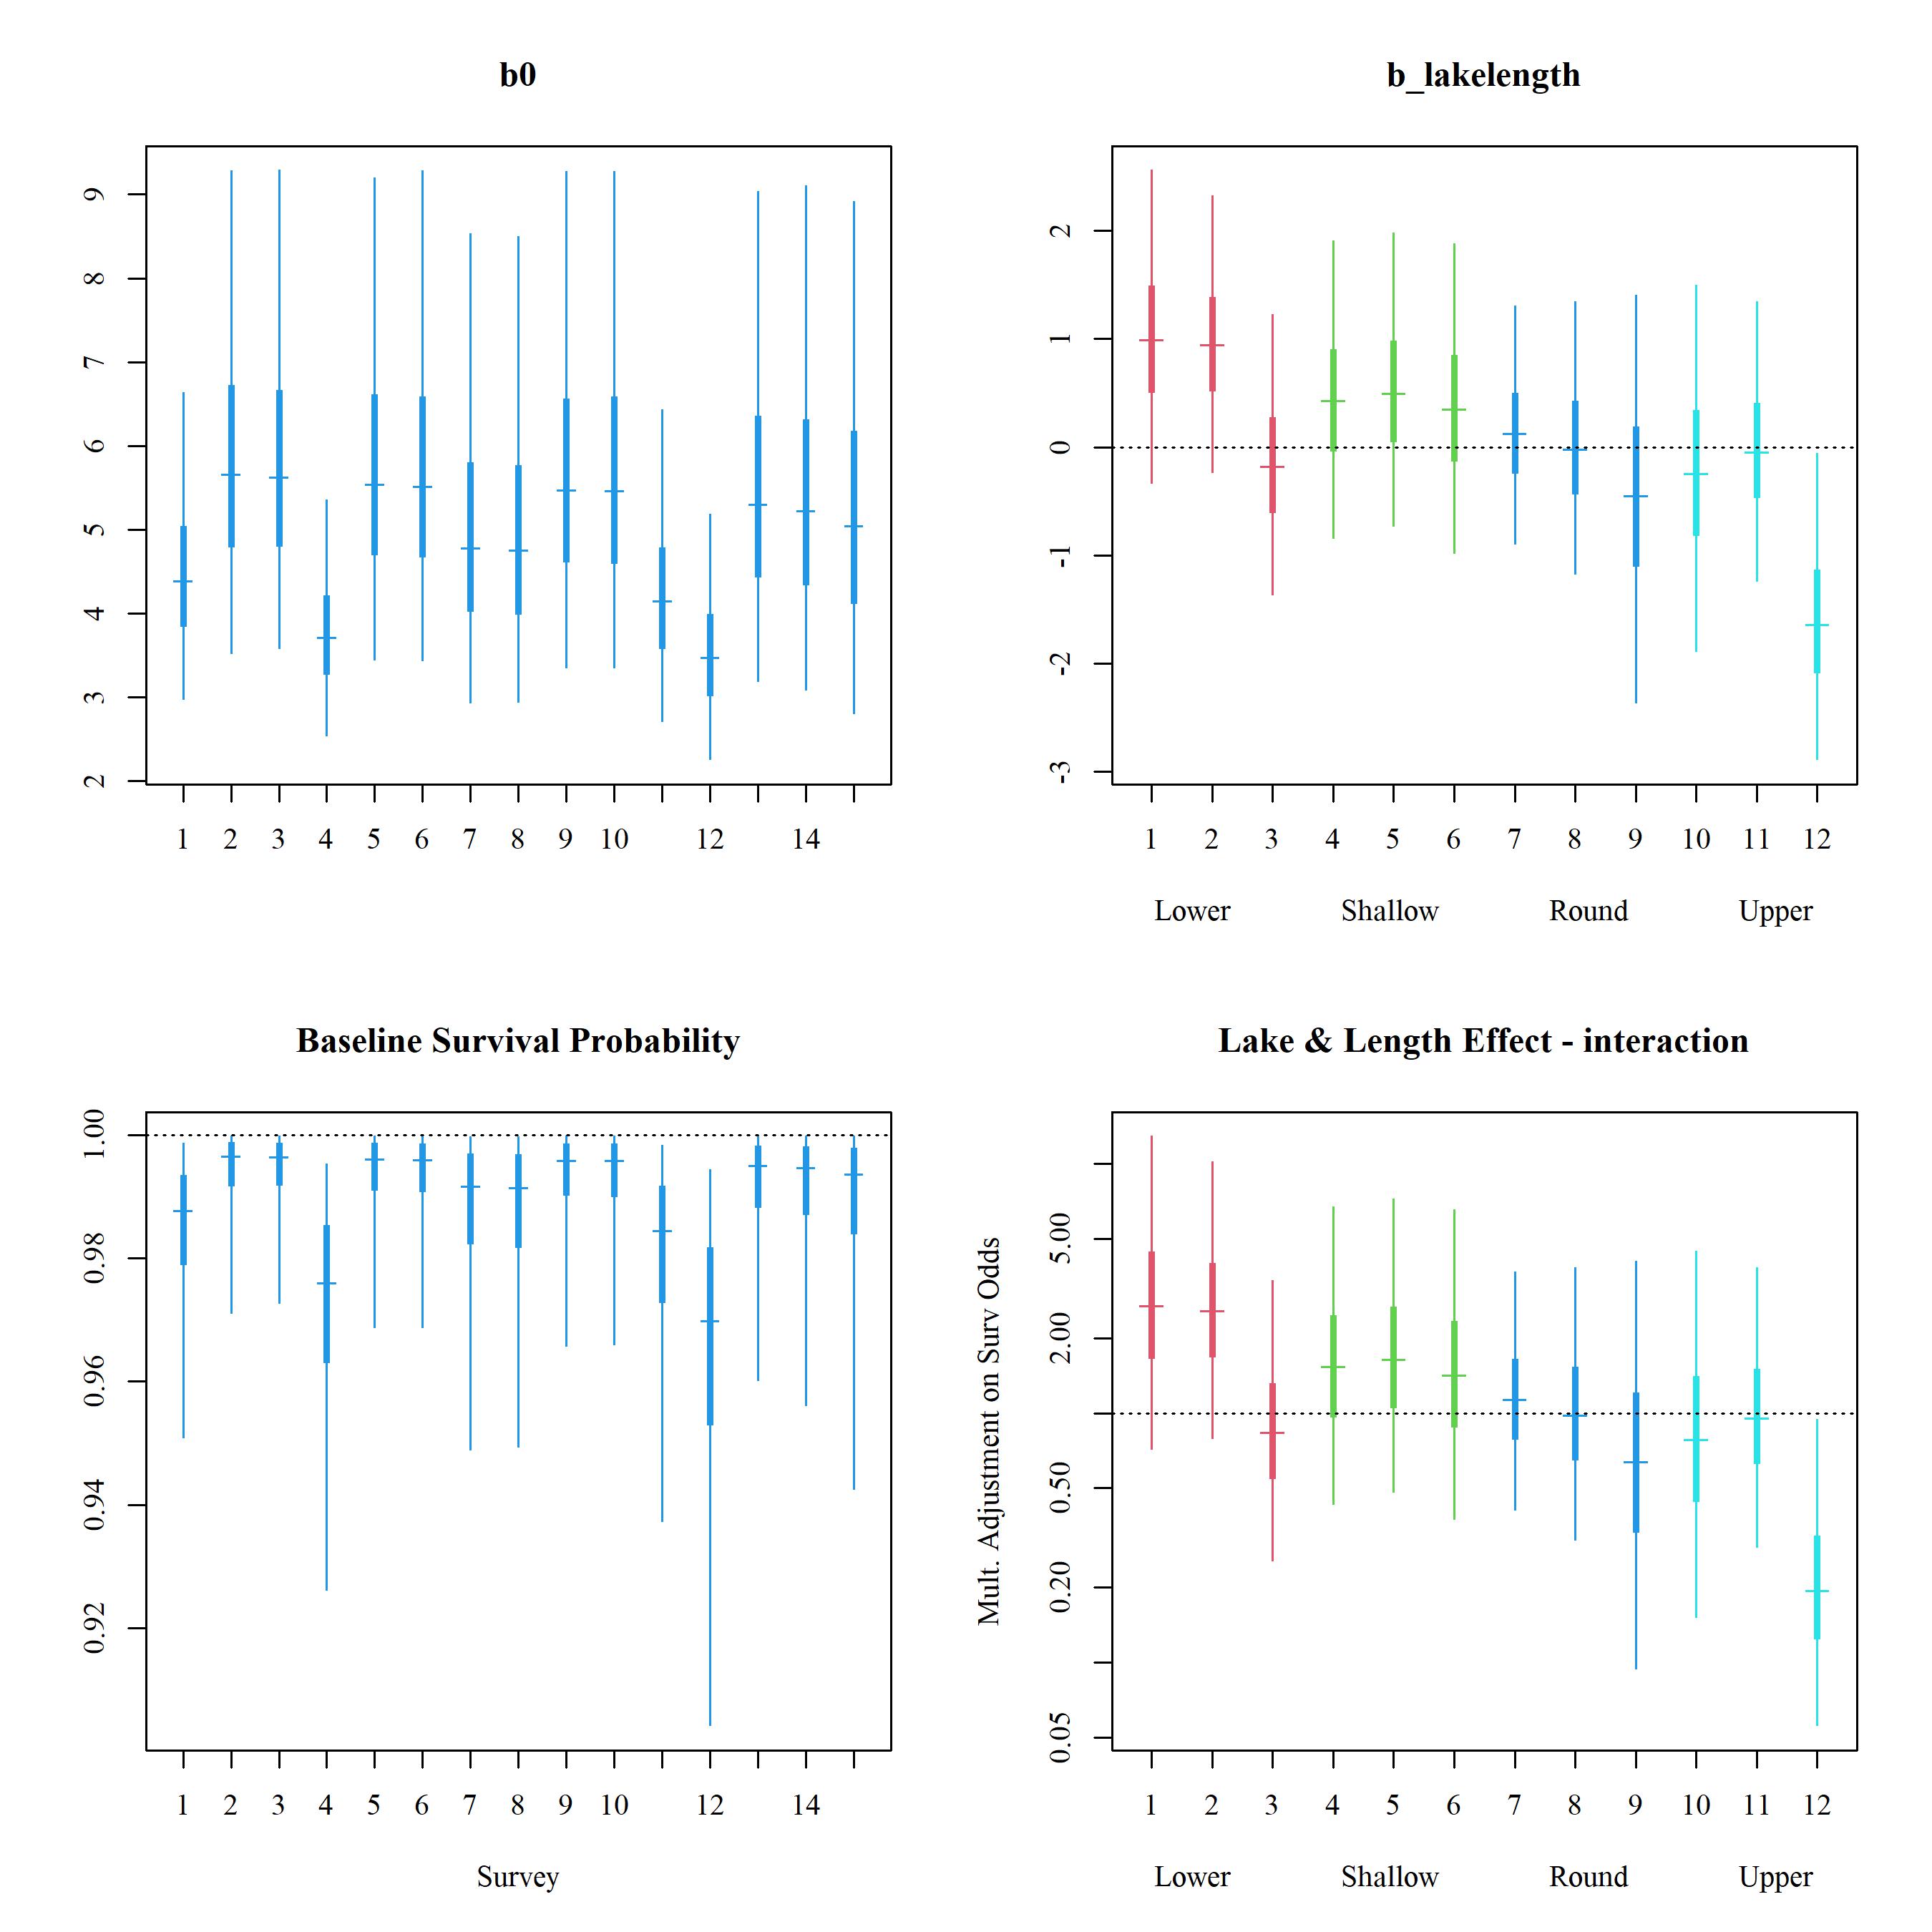 b0
9
8
7
6
5
4
3
2
1 2 3 4 5 6 7 8 9 10 12 14
b_lakelength
2
1
0
-1
-2
-3
1 2 3 4 5 6 7 8 9 10 11 12
Lower Shallow Round Upper
Baseline Survival Probability
1.00
0.98
0.96
0.94
0.92
1 2 3 4 5 6 7 8 9 10 12 14
Survey
Lake & Length Effect - interaction
Mult. Adjustment on Surv Odds
5.00
2.00
0.50
0.20
0.05
1 2 3 4 5 6 7 8 9 10 11 12
Lower Shallow Round Upper